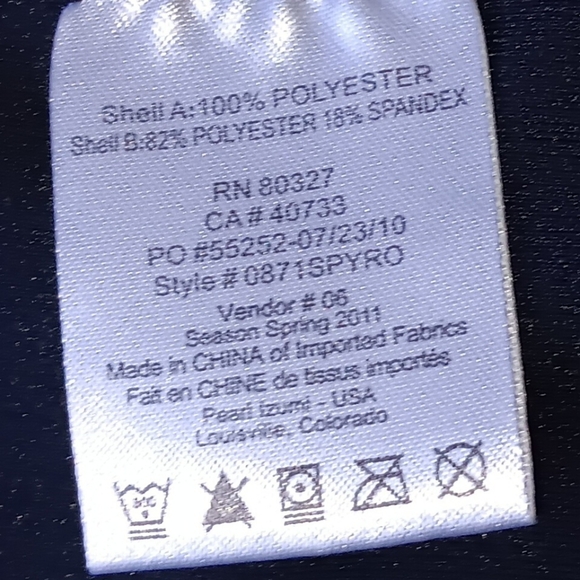 Shell A:100% POLYESTER
Shell B:82% POLYESTER 18% SPANDEX
RN 80327
CA # 40733
PO #55252-07/23/10
Style # 0871SPYRO
Vendor # 06
Season Spring 2011
Made in CHINA of Imported Fabrics
Fait en CHINE de tissus importés
Pearl Izumi - USA
Louisville, Colorado